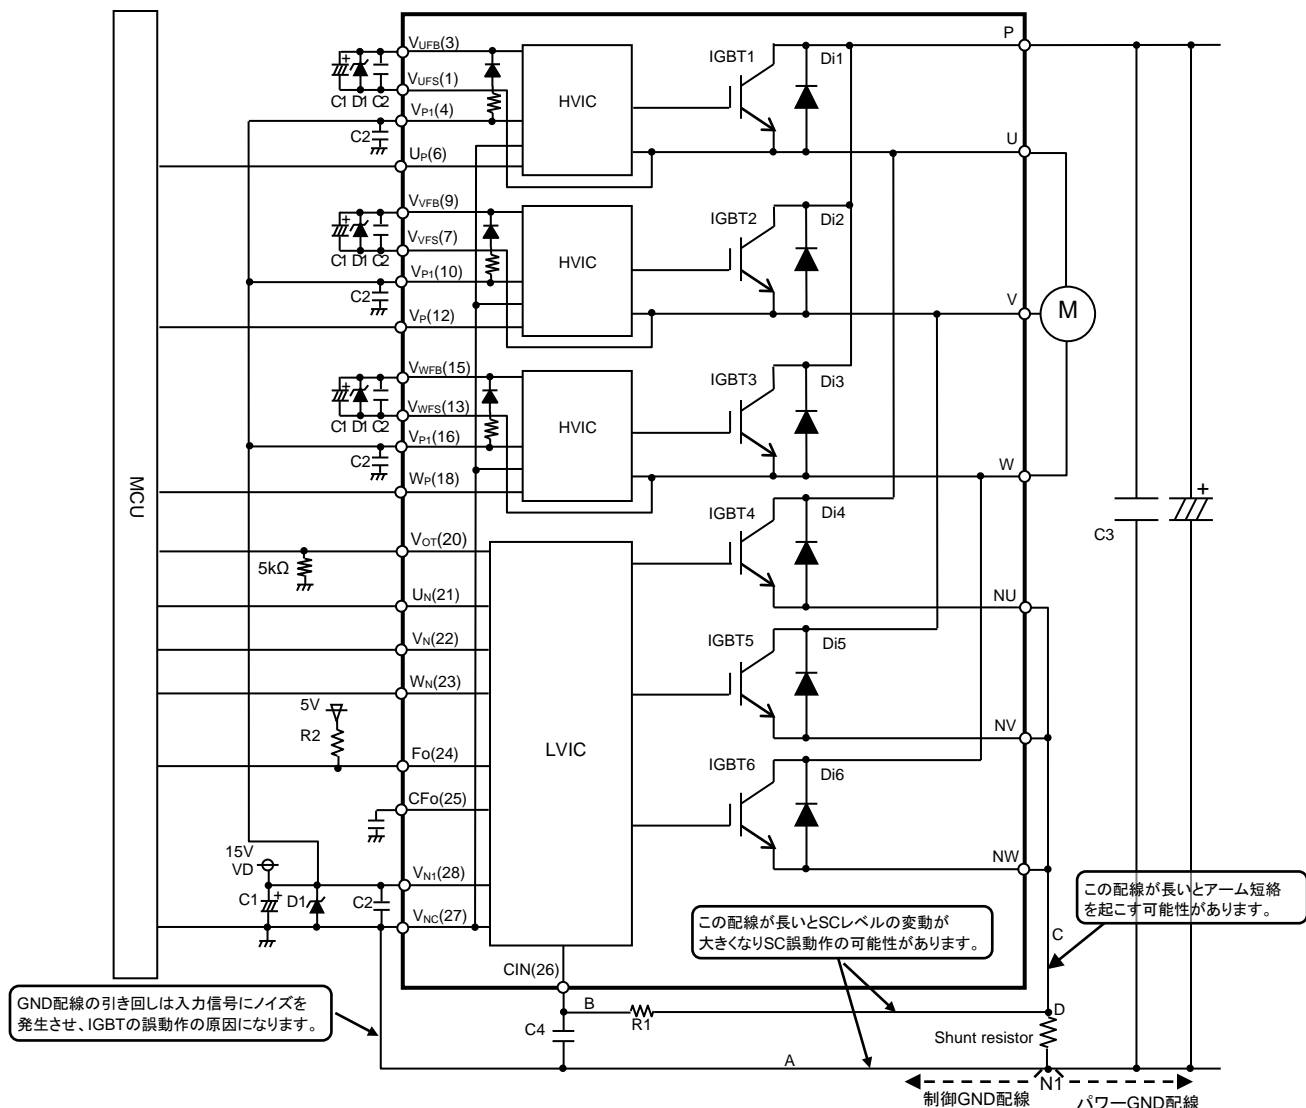 P
VUFB(3)
IGBT1
Di1
VUFS(1)
C1 D1 C2
HVIC
VP1(4)
C2
U
UP(6)
VVFB(9)
IGBT2
Di2
VVFS(7)
C1 D1 C2
HVIC
VP1(10)
C2
V
M
VP(12)
VWFB(15)
IGBT3
Di3
VWFS(13)
C1 D1 C2
HVIC
VP1(16)
C2
W
WP(18)
MCU
+
IGBT4
Di4
C3
VOT(20)
5kΩ
UN(21)
NU
VN(22)
IGBT5
Di5
WN(23)
5V
R2
NV
LVIC
Fo(24)
IGBT6
Di6
CFo(25)
15V
VD
NW
VN1(28)
C1
+
D1
C2
VNC(27)
この配線が長いとアーム短絡
を起こす可能性があります。
この配線が長いとSCレベルの変動が
大きくなりSC誤動作の可能性があります。
C
CIN(26)
GND配線の引き回しは入力信号にノイズを
発生させ、IGBTの誤動作の原因になります。
B
D
R1
C4
Shunt resistor
A
N1
制御GND配線
パワーGND配線